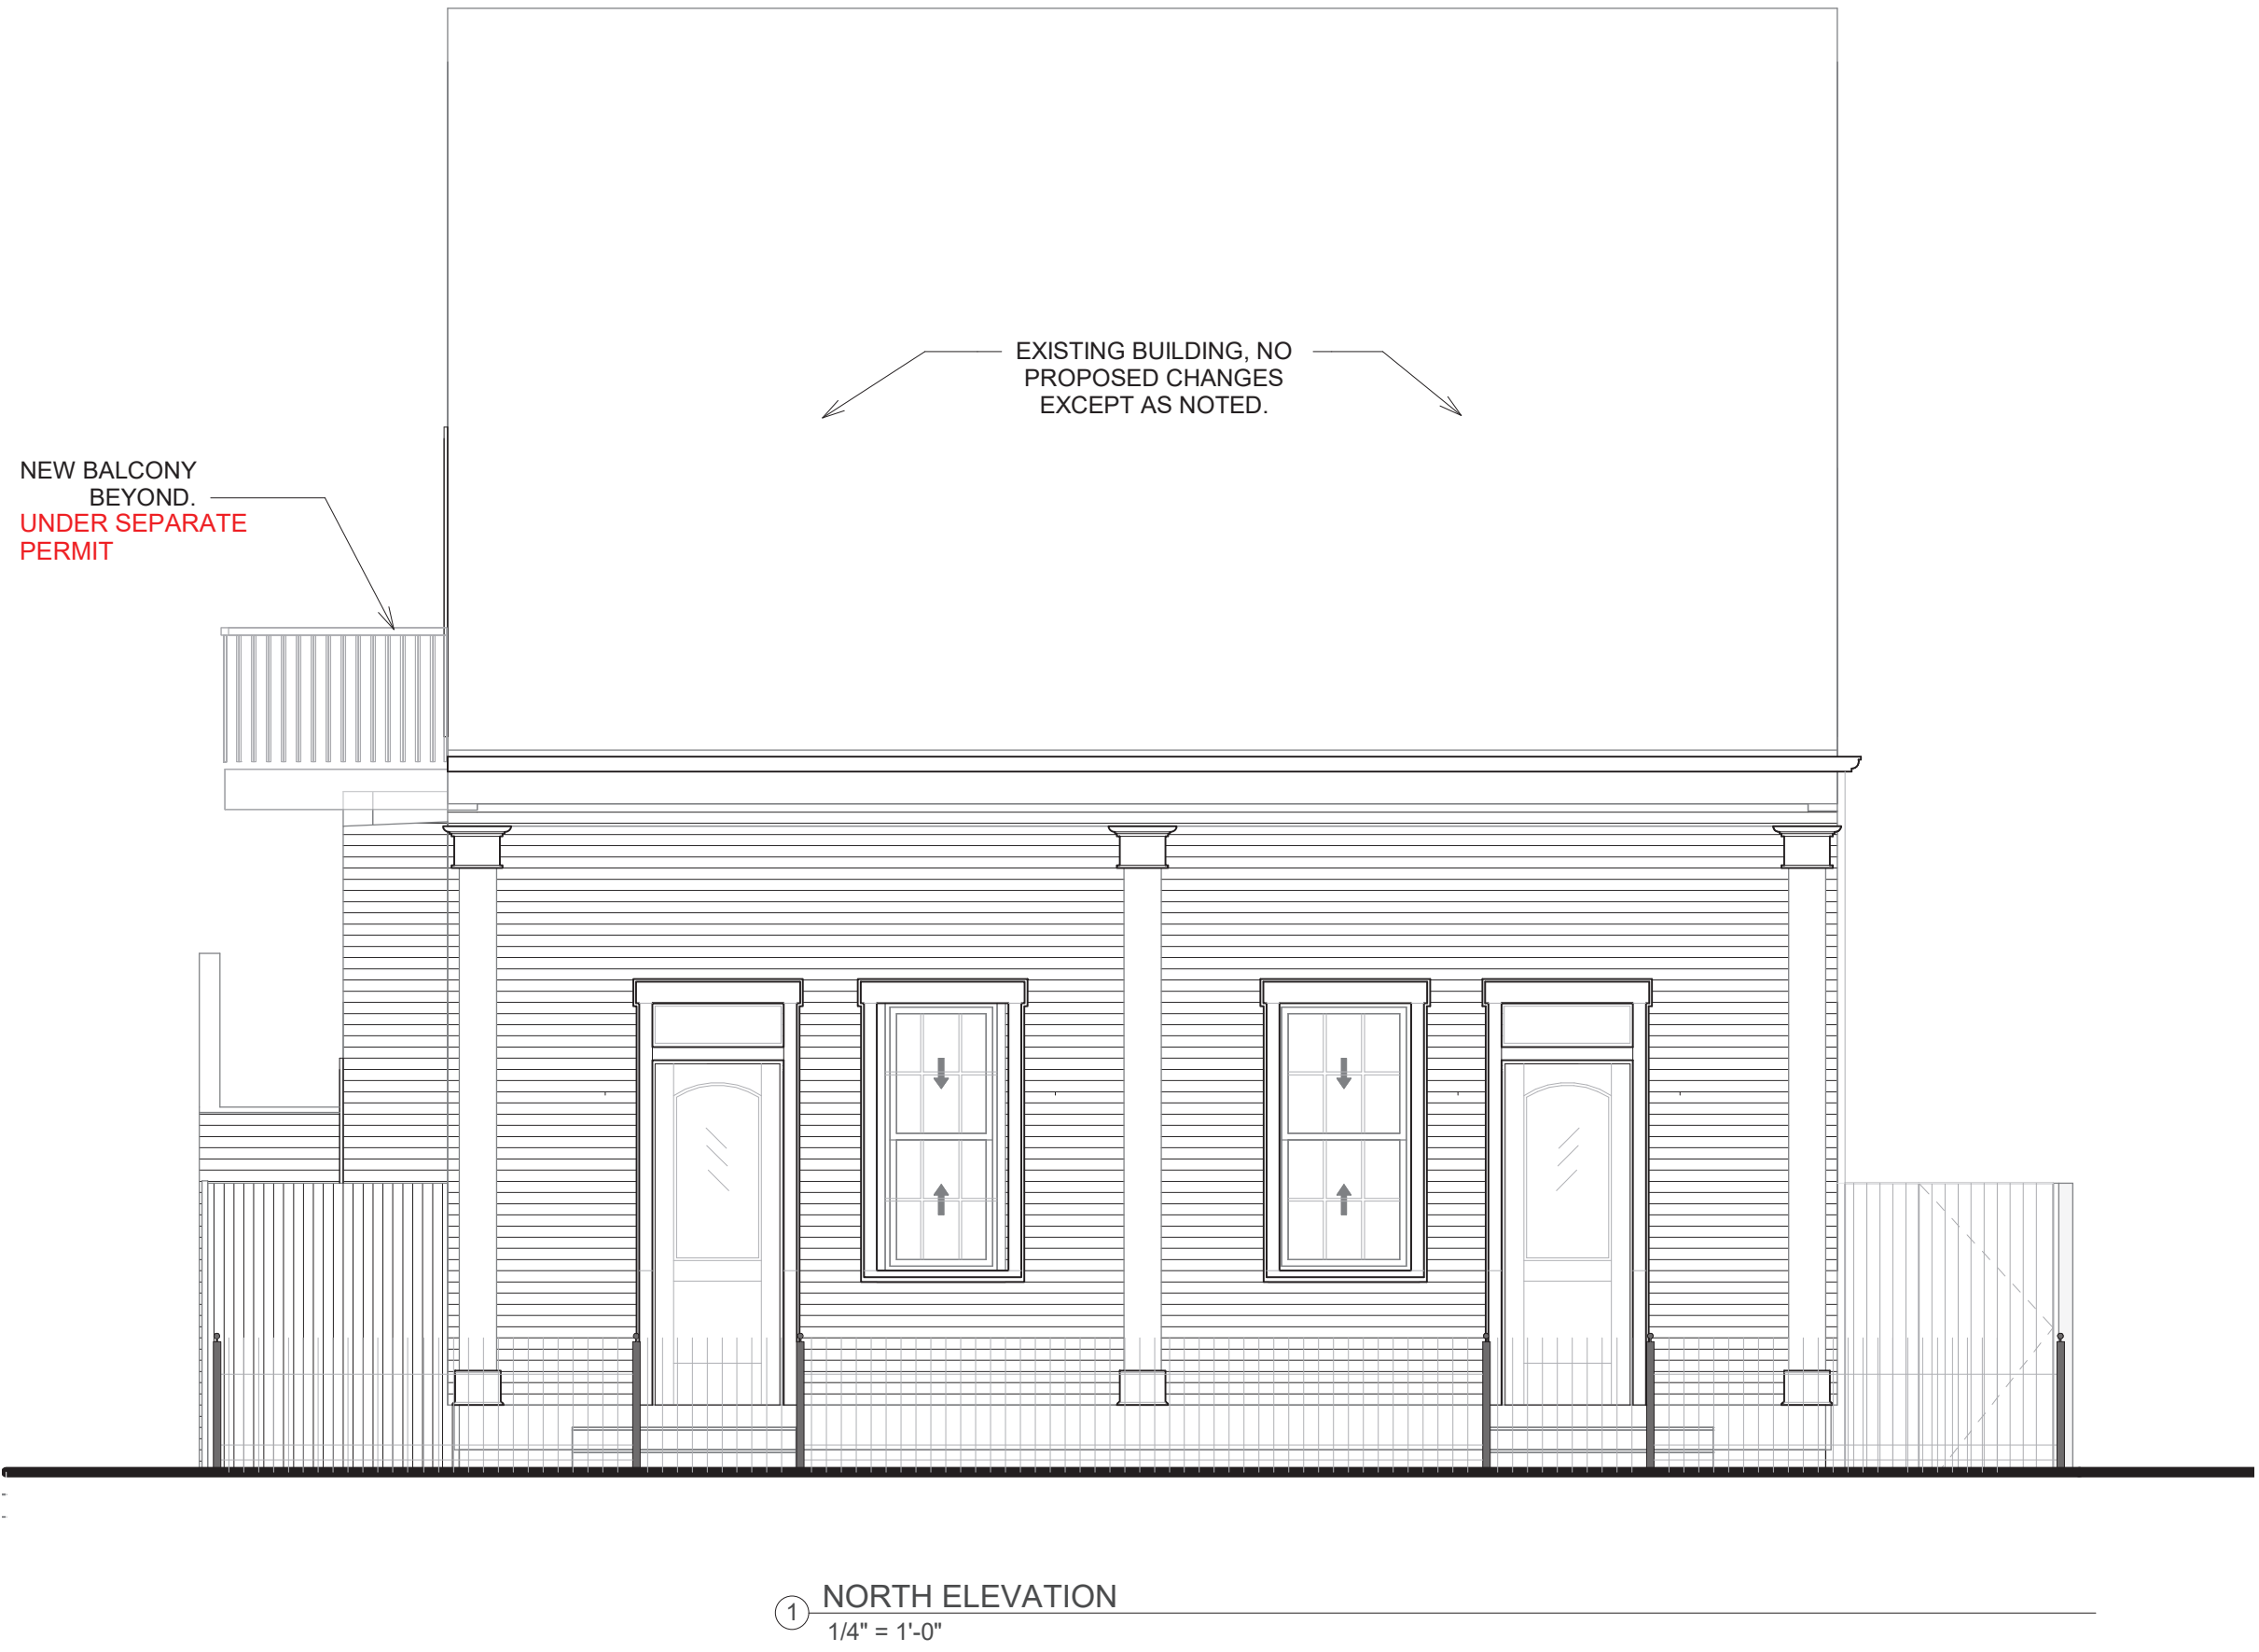 EXISTING BUILDING, NO
PROPOSED CHANGES
EXCEPT AS NOTED.
NEW BALCONY
BEYOND.
UNDER SEPARATE
PERMIT
1
NORTH ELEVATION
1/4" = 1'-0"